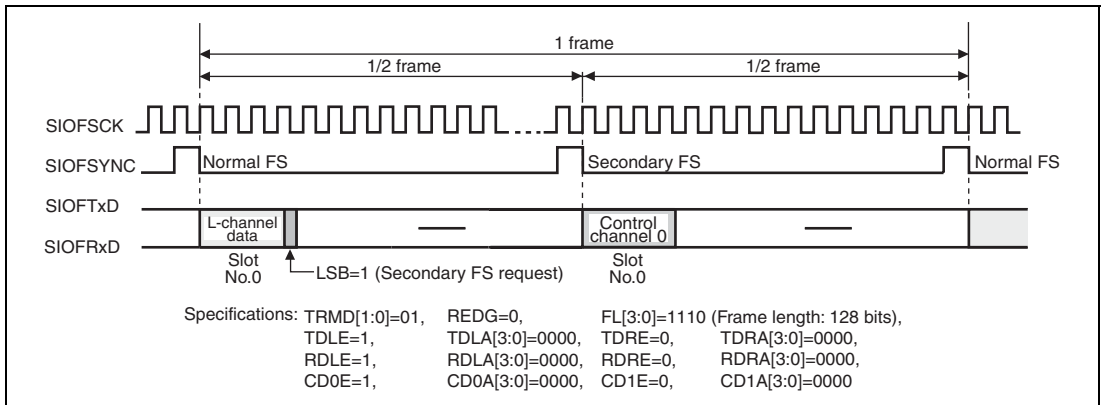 1 frame
1/2 frame 1/2 frame
SIOFSCK
SIOFSYNC Normal FS Secondary FS Normal FS
SIOFTxD
SIOFRxD
L-channel
data
Control
channel 0
Slot
No.0
LSB=1 (Secondary FS request)
Slot
No.0
Specifications: TRMD[1:0]=01, REDG=0, FL[3:0]=1110 (Frame length: 128 bits),
TDLE=1, TDLA[3:0]=0000, TDRE=0, TDRA[3:0]=0000,
RDLE=1, RDLA[3:0]=0000, RDRE=0, RDRA[3:0]=0000,
CD0E=1, CD0A[3:0]=0000, CD1E=0, CD1A[3:0]=0000